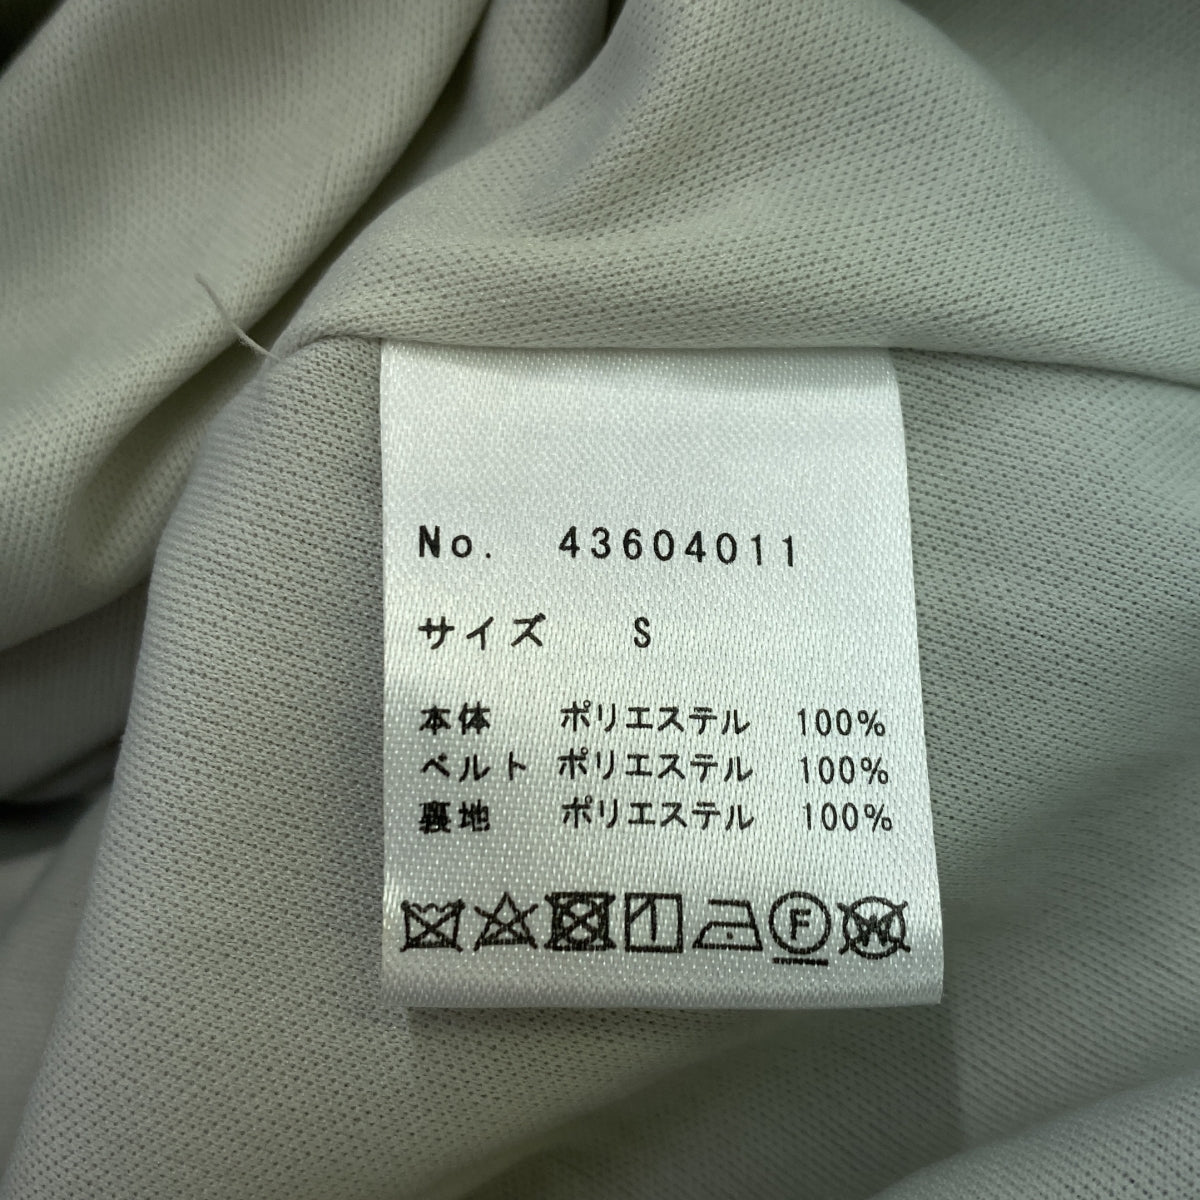 No. 43604011
サイズ S
本体 ポリエステル 100%
ベルト ポリエステル 100%
裏地 ポリエステル 100%
F W